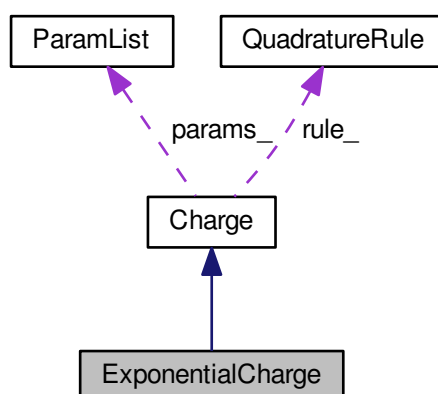 ParamList QuadratureRule
params_ rule_
Charge
ExponentialCharge